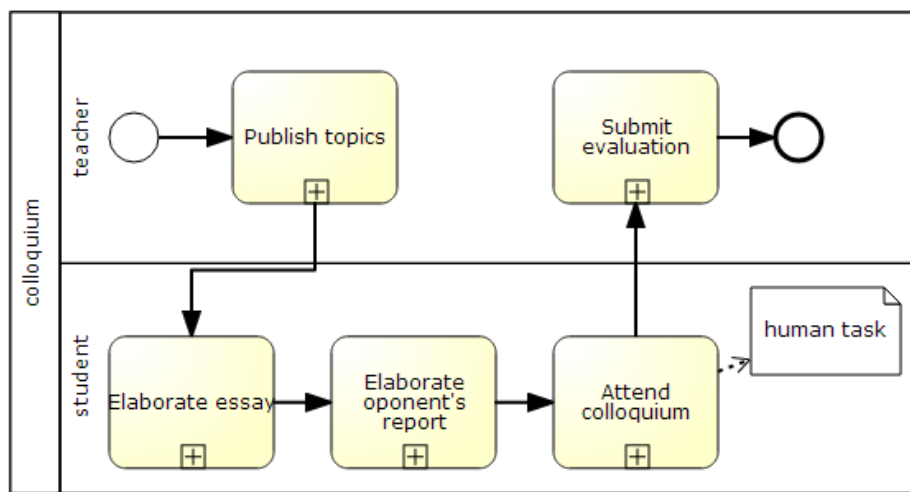 colloquium
teacher
Publish topics
Submit
evaluation
student
Elaborate essay
Elaborate
oponent's
report
Attend
colloquium
human task